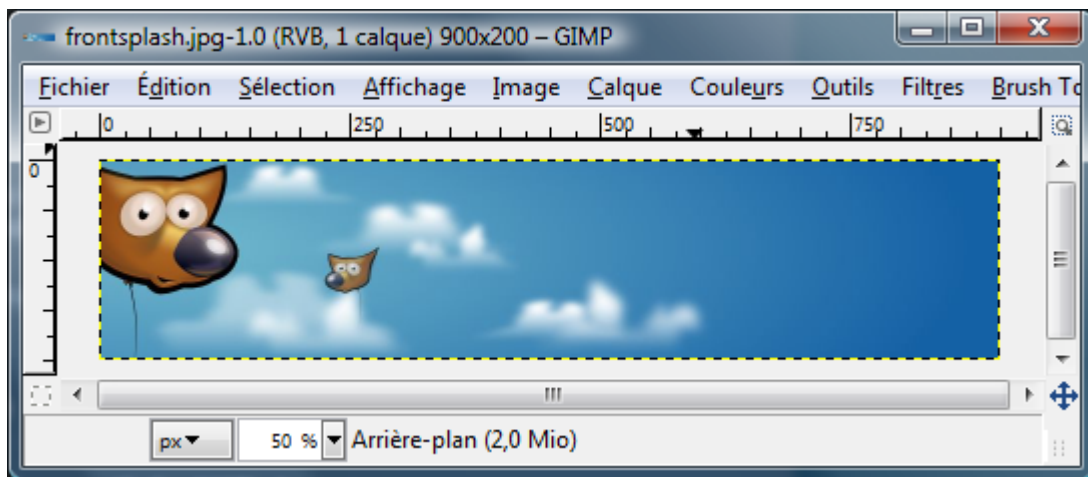 frontsplash.jpg-1.0 (RVB, 1 calque) 900x200 – GIMP
Fichier Édition Sélection Affichage Image Calque Couleurs Outils Filtres Brush To
0 250 500 750
0
px 50 % Arrière-plan (2,0 Mio)